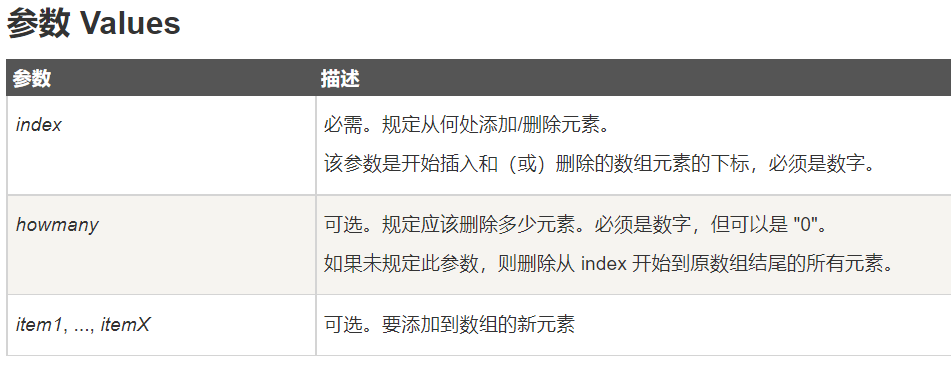 参数 Values
参数 描述
index 必需。规定从何处添加/删除元素。
该参数是开始插入和（或）删除的数组元素的下标，必须是数字。
howmany 可选。规定应该删除多少元素。必须是数字，但可以是 "0"。
如果未规定此参数，则删除从 index 开始到原数组结尾的所有元素。
item1, ..., itemX 可选。要添加到数组的新元素